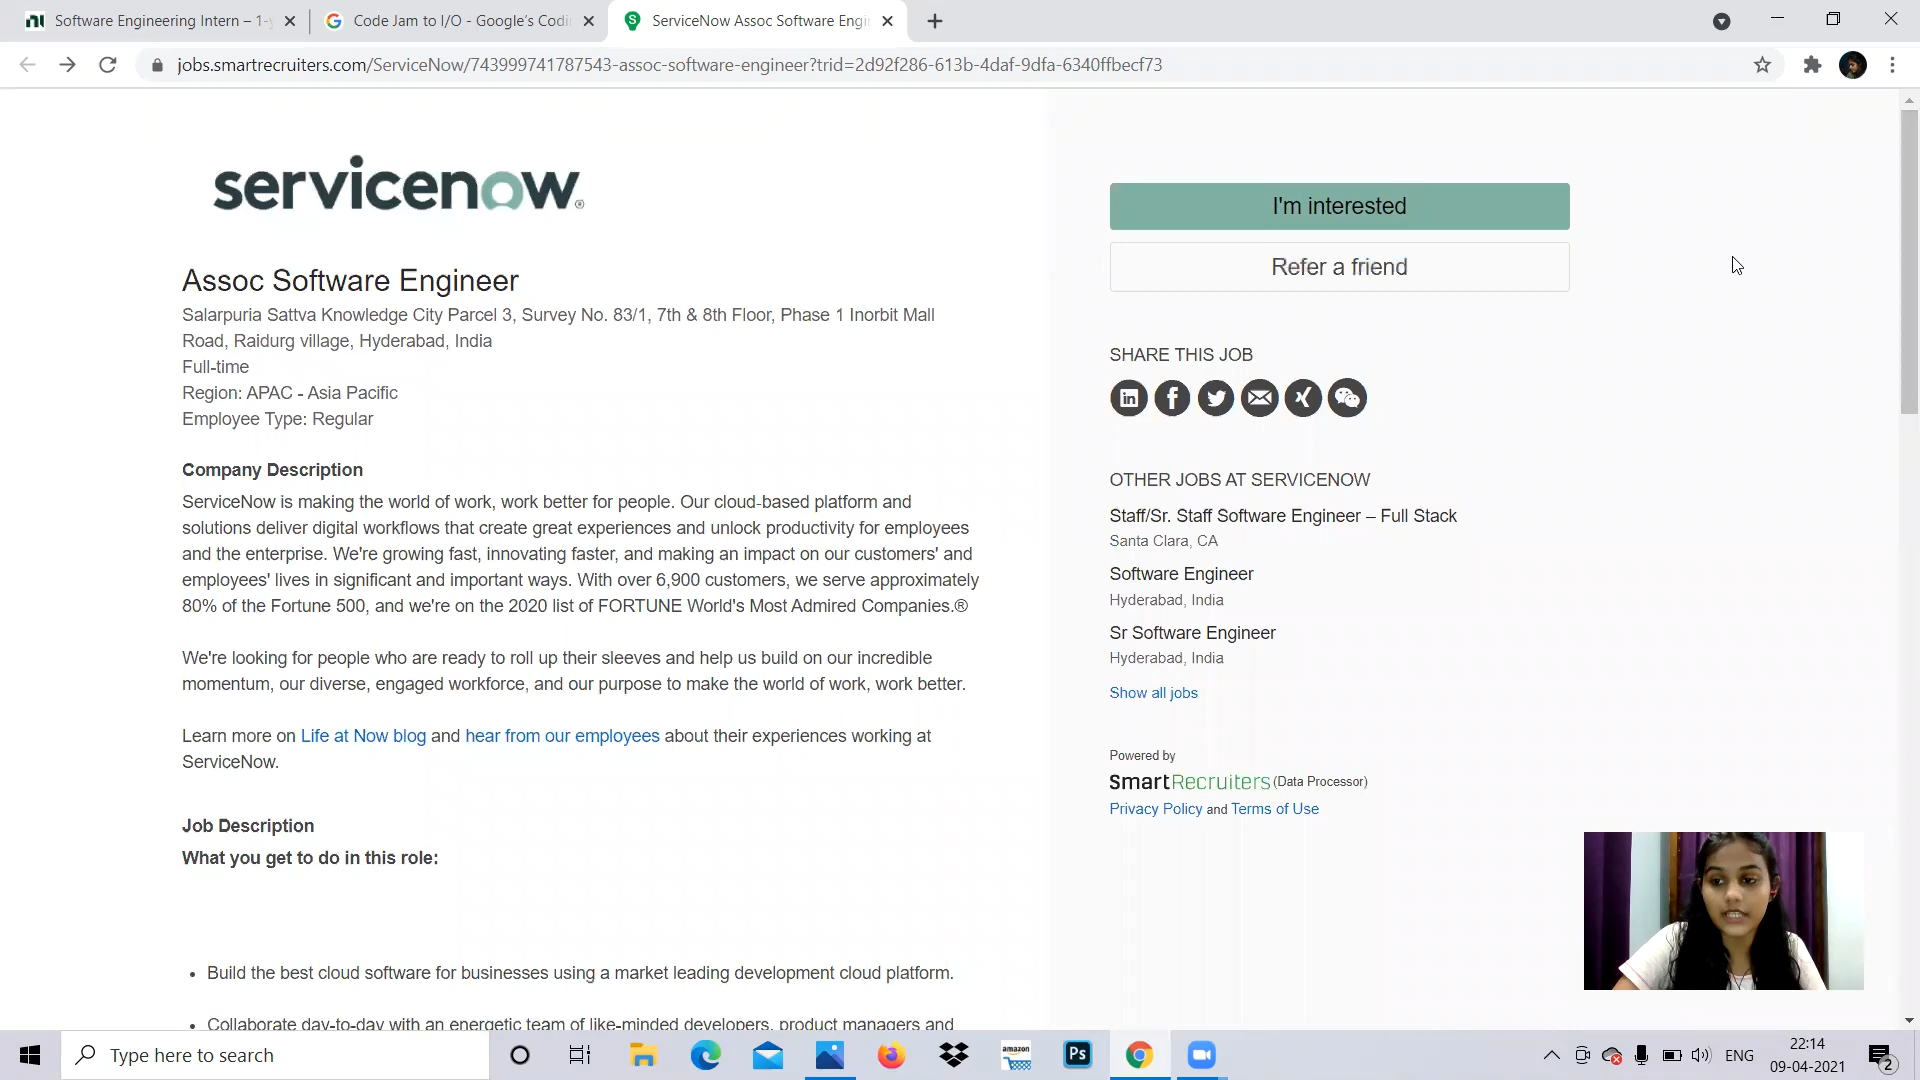 Software Engineering Intern – 1-y
Code Jam to I/O - Google's Codi
ServiceNow Assoc Software Engi
jobs.smartrecruiters.com/ServiceNow/743999741787543-assoc-software-engineer?trid=2d92f286-613b-4daf-9dfa-6340ffbecf73
servicenow®
Assoc Software Engineer
Salarpuria Sattva Knowledge City Parcel 3, Survey No. 83/1, 7th & 8th Floor, Phase 1 Inorbit Mall
Road, Raidurg village, Hyderabad, India
Full-time
Region: APAC - Asia Pacific
Employee Type: Regular
Company Description
ServiceNow is making the world of work, work better for people. Our cloud-based platform and
solutions deliver digital workflows that create great experiences and unlock productivity for employees
and the enterprise. We're growing fast, innovating faster, and making an impact on our customers' and
employees' lives in significant and important ways. With over 6,900 customers, we serve approximately
80% of the Fortune 500, and we're on the 2020 list of FORTUNE World's Most Admired Companies.®
We're looking for people who are ready to roll up their sleeves and help us build on our incredible
momentum, our diverse, engaged workforce, and our purpose to make the world of work, work better.
Learn more on Life at Now blog and hear from our employees about their experiences working at
ServiceNow.
Job Description
What you get to do in this role:
• Build the best cloud software for businesses using a market leading development cloud platform.
• Collaborate day-to-day with an energetic team of like-minded developers, product managers and
I'm interested
Refer a friend
SHARE THIS JOB
OTHER JOBS AT SERVICENOW
Staff/Sr. Staff Software Engineer – Full Stack
Santa Clara, CA
Software Engineer
Hyderabad, India
Sr Software Engineer
Hyderabad, India
Show all jobs
Powered by
SmartRecruiters (Data Processor)
Privacy Policy and Terms of Use
Type here to search
amazon
Ps
ENG
22:14
09-04-2021
2